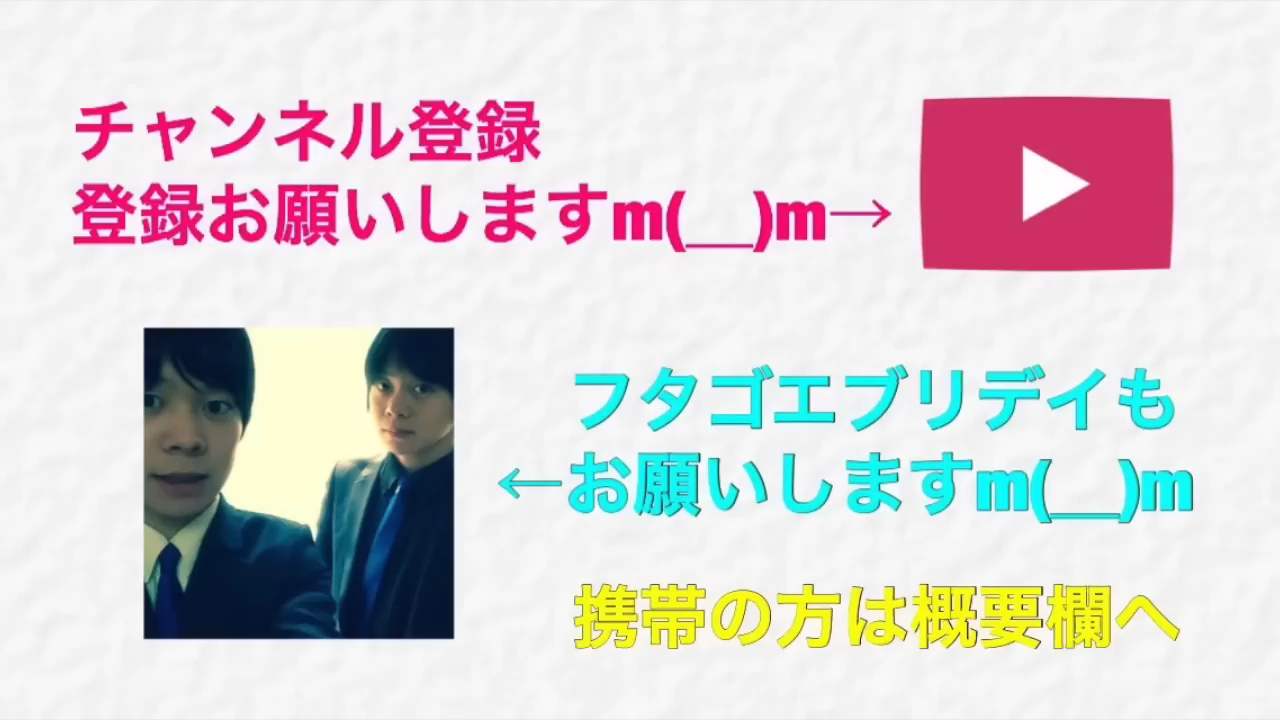 チャンネル登録
登録お願いしますm(__)m→
フタゴエブリデイも
←お願いしますm(__)m
携帯の方は概要欄へ